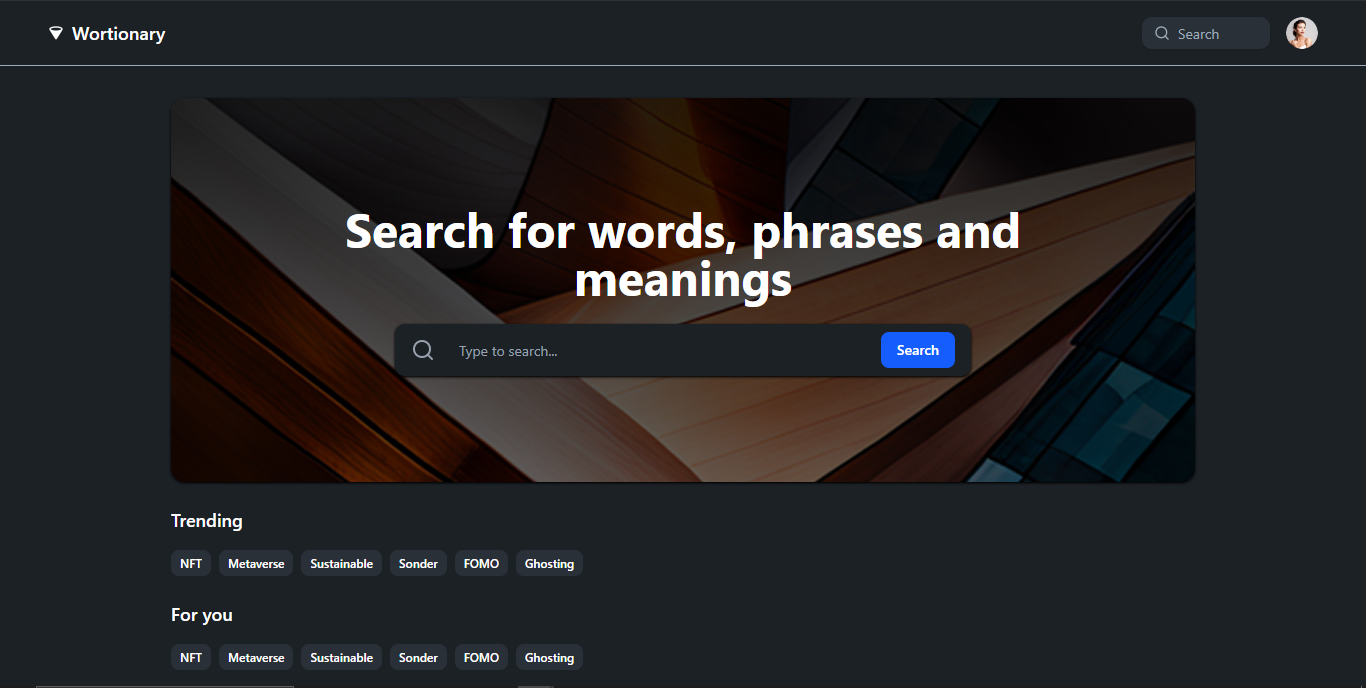 Wortionary
Search
Search for words, phrases and
meanings
Type to search...
Search
Trending
NFT Metaverse Sustainable Sonder FOMO Ghosting
For you
NFT Metaverse Sustainable Sonder FOMO Ghosting